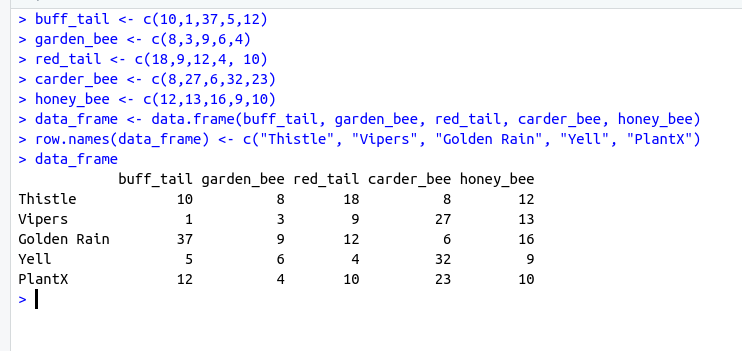 > buff_tail <- c(10,1,37,5,12)
> garden_bee <- c(8,3,9,6,4)
> red_tail <- c(18,9,12,4, 10)
> carder_bee <- c(8,27,6,32,23)
> honey_bee <- c(12,13,16,9,10)
> data_frame <- data.frame(buff_tail, garden_bee, red_tail, carder_bee, honey_bee)
> row.names(data_frame) <- c("Thistle", "Vipers", "Golden Rain", "Yell", "PlantX")
> data_frame
            buff_tail garden_bee red_tail carder_bee honey_bee
Thistle            10          8       18          8        12
Vipers              1          3        9         27        13
Golden Rain        37          9       12          6        16
Yell                5          6        4         32         9
PlantX             12          4       10         23        10
>